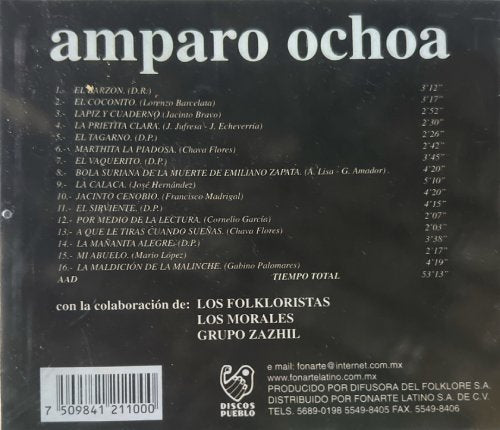 amparo ochoa
1.- EL BARZON. (D.R.) 3'12"
2.- EL COCONITO. (Lorenzo Barcelata) 3'17"
3.- LAPIZ Y CUADERNO (Jacinto Bravo) 2'52"
4.- LA PRIETITA CLARA. (J. Jufresa - J. Echeverría) 2'30"
5.- EL TAGARNO. (D.P.) 2'26"
6.- MARTHITA LA PIADOSA. (Chava Flores) 2'42"
7.- EL VAQUERITO. (D.P.) 3'45"
8.- BOLA SURIANA DE LA MUERTE DE EMILIANO ZAPATA. (A. Lisa - G. Amador) 4'20"
9.- LA CALACA. (José Hernández) 5'10"
10.- JACINTO CENOBIO. (Francisco Madrigal) 4'20"
11.- EL SIRVIENTE. (D.P.) 4'15"
12.- POR MEDIO DE LA LECTURA. (Cornelio García) 2'07"
13.- A QUE LE TIRAS CUANDO SUEÑAS. (Chava Flores) 2'03"
14.- LA MAÑANITA ALEGRE. (D.P.) 3'38"
15.- MI ABUELO. (Mario López) 2'17"
16.- LA MALDICIÓN DE LA MALINCHE. (Gabino Palomares) 4'19"
AAD TIEMPO TOTAL 53'13"
con la colaboración de: LOS FOLKLORISTAS
LOS MORALES
GRUPO ZAZHIL
7 509841 211000
DISCOS
PUEBLO
e mail: fonarte@internet.com.mx
www.fonartelatino.com.mx
PRODUCIDO POR DIFUSORA DEL FOLKLORE S.A.
DISTRIBUIDO POR FONARTE LATINO S.A. DE C.V.
TELS. 5689-0198 5549-8405 FAX. 5549-8406